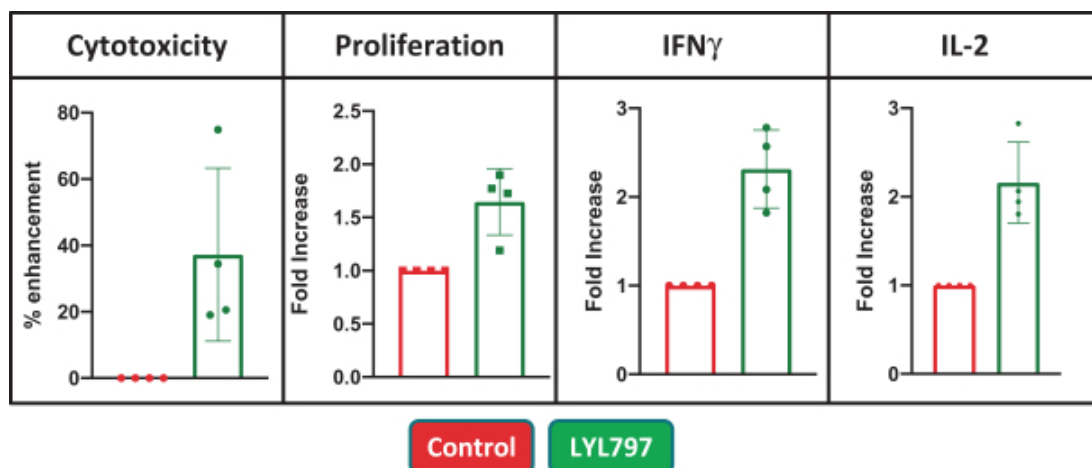 Cytotoxicity
Proliferation
IFNγ
IL-2
% enhancement
80
60
40
20
0
Fold Increase
2.5
2.0
1.5
1.0
0.5
0.0
Fold Increase
3
2
1
0
Fold Increase
3
2
1
0
Control
LYL797